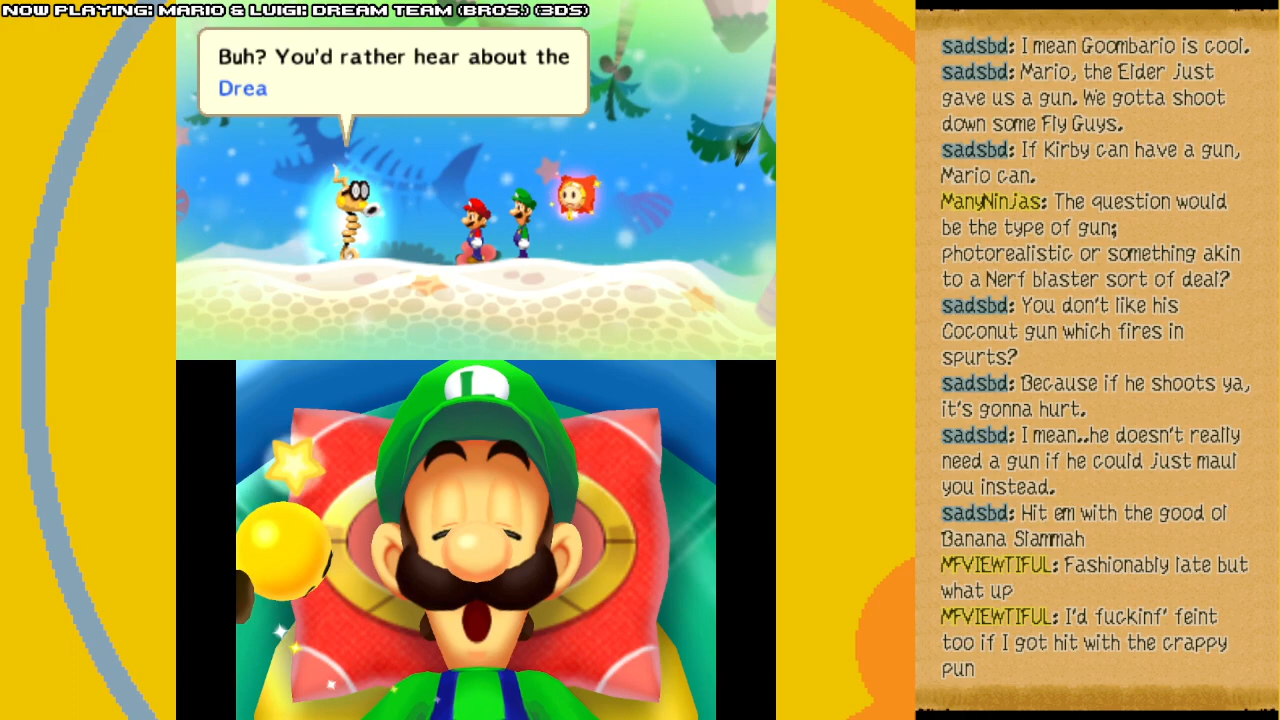 NOW PLAYING: MARIO & LUIGI: DREAM TEAM (BROS.) (3DS)
Buh? You'd rather hear about the
Drea
L
sadsbd: I mean Goombario is cool.
sadsbd: Mario, the Elder just
gave us a gun. We gotta shoot
down some Fly Guys.
sadsbd: If Kirby can have a gun,
Mario can.
ManyNinjas: The question would
be the type of gun;
photorealistic or something akin
to a Nerf blaster sort of deal?
sadsbd: You don't like his
Coconut gun which fires in
spurts?
sadsbd: Because if he shoots ya,
it's gonna hurt.
sadsbd: I mean..he doesn't really
need a gun if he could just maul
you instead.
sadsbd: Hit em with the good ol
Banana Slammah
MFVIEWTIFUL: Fashionably late but
what up
MFVIEWTIFUL: I'd fuckin' feint
too if I got hit with the crappy
pun